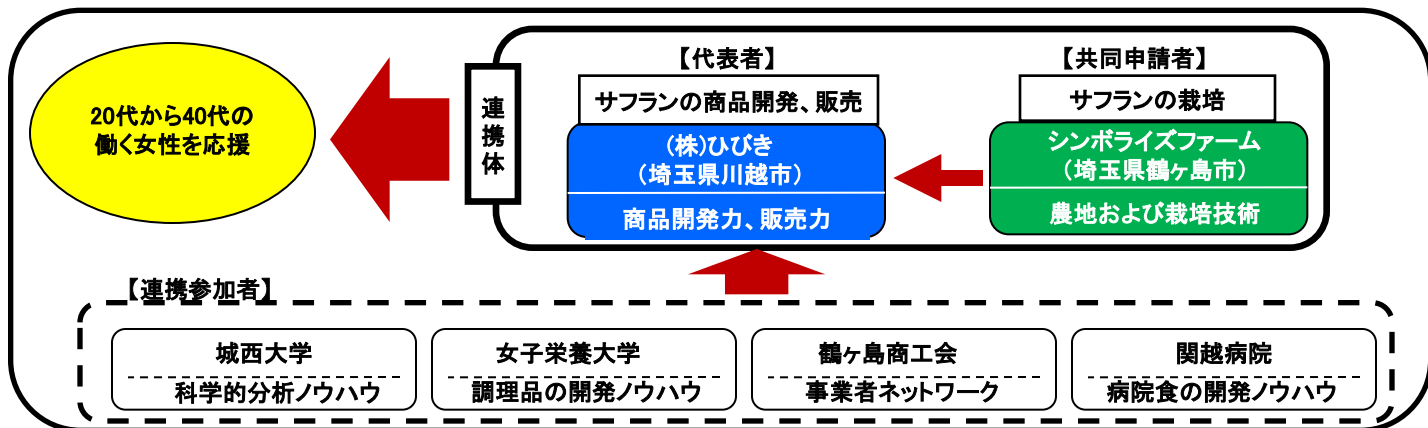 20代から40代の
働く女性を応援
連携体
【代表者】
サフランの商品開発、販売
(株)ひびき
(埼玉県川越市)
商品開発力、販売力
【共同申請者】
サフランの栽培
シンボライズファーム
(埼玉県鶴ヶ島市)
農地および栽培技術
【連携参加者】
城西大学
科学的分析ノウハウ
女子栄養大学
調理品の開発ノウハウ
鶴ヶ島商工会
事業者ネットワーク
関越病院
病院食の開発ノウハウ